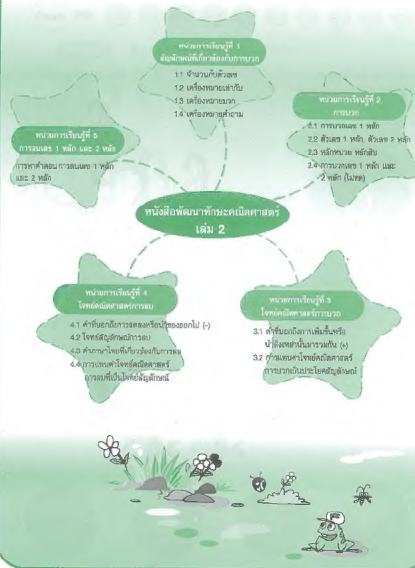 หน่วยการเรียนรู้ที่ 1
สัญลักษณ์ที่เกี่ยวข้องกับการบวก
1.1 จำนวนกับตัวเลข
1.2 เครื่องหมายเท่ากับ
1.3 เครื่องหมายบวก
1.4 เครื่องหมายคำถาม
หน่วยการเรียนรู้ที่ 2
การบวก
2.1 การบวกเลข 1 หลัก
2.2 ตัวเลข 1 หลัก, ตัวเลข 2 หลัก
2.3 หลักหน่วย หลักสิบ
2.4 การบวกเลข 1 หลัก และ
2 หลัก (ไม่ทด)
หน่วยการเรียนรู้ที่ 5
การลบเลข 1 หลัก และ 2 หลัก
การหาคำตอบ การลบเลข 1 หลัก
และ 2 หลัก
หนังสือพัฒนาทักษะคณิตศาสตร์
เล่ม 2
หน่วยการเรียนรู้ที่ 4
โจทย์คณิตศาสตร์การลบ
4.1 คำที่บอกถึงการลดลงหรือนำของออกไป (-)
4.2 โจทย์สัญลักษณ์การลบ
4.3 คำภาษาไทยที่เกี่ยวข้องกับการลบ
4.4 การแทนค่าโจทย์คณิตศาสตร์
การลบที่เป็นโจทย์สัญลักษณ์
หน่วยการเรียนรู้ที่ 3
โจทย์คณิตศาสตร์การบวก
3.1 คำที่บอกถึงการเพิ่มขึ้นหรือ
นำสิ่งเหล่านั้นมารวมกัน (+)
3.2 การแทนค่าโจทย์คณิตศาสตร์
การบวกเป็นประโยคสัญลักษณ์